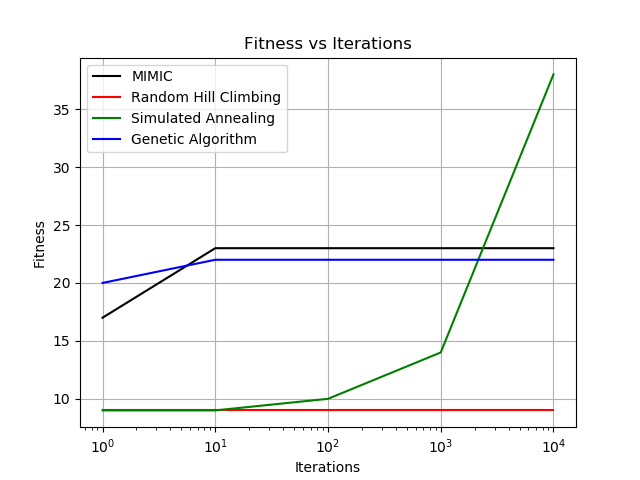 Fitness vs Iterations
MIMIC
Random Hill Climbing
Simulated Annealing
Genetic Algorithm
Fitness
35
30
25
20
15
10
10⁰
10¹
10²
10³
10⁴
Iterations